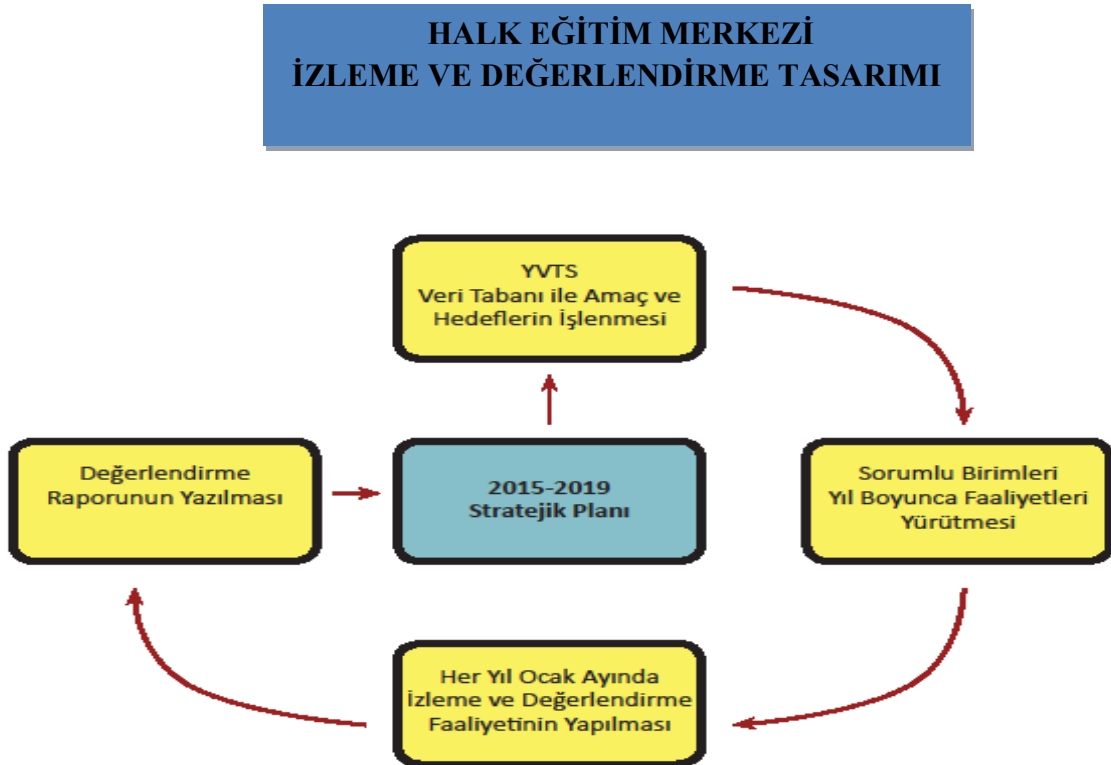 HALK EĞİTİM MERKEZİ
İZLEME VE DEĞERLENDİRME TASARIMI
YVTS
Veri Tabanı ile Amaç ve
Hedeflerin İşlenmesi
Değerlendirme
Raporunun Yazılması
2015-2019
Stratejik Planı
Sorumlu Birimleri
Yıl Boyunca Faaliyetleri
Yürütmesi
Her Yıl Ocak Ayında
İzleme ve Değerlendirme
Faaliyetinin Yapılması